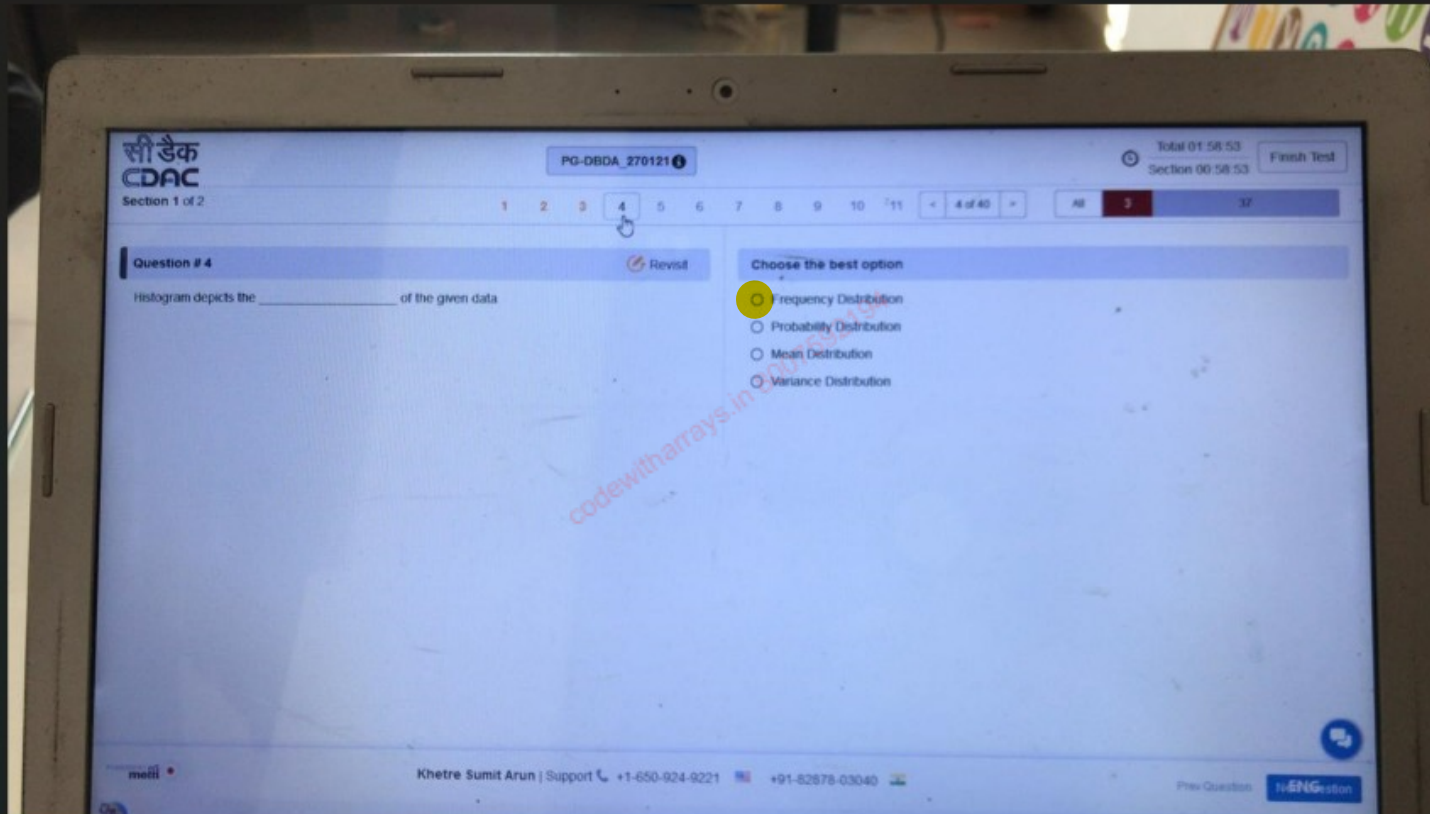 सी डैक
CDAC
PG-DBDA_270121
Total 01:58:53
Section 00:58:53
Finish Test
Section 1 of 2
1 2 3 4 5 6 7 8 9 10 11 < 4 of 40 > All 3 37
Question # 4
Revisit
Histogram depicts the ____________________ of the given data
Choose the best option
Frequency Distribution
Probability Distribution
Mean Distribution
Variance Distribution
codewitharrays.in
mettl
Khetre Sumit Arun | Support +1-650-924-9221 +91-82878-03040
Prev Question
ENG